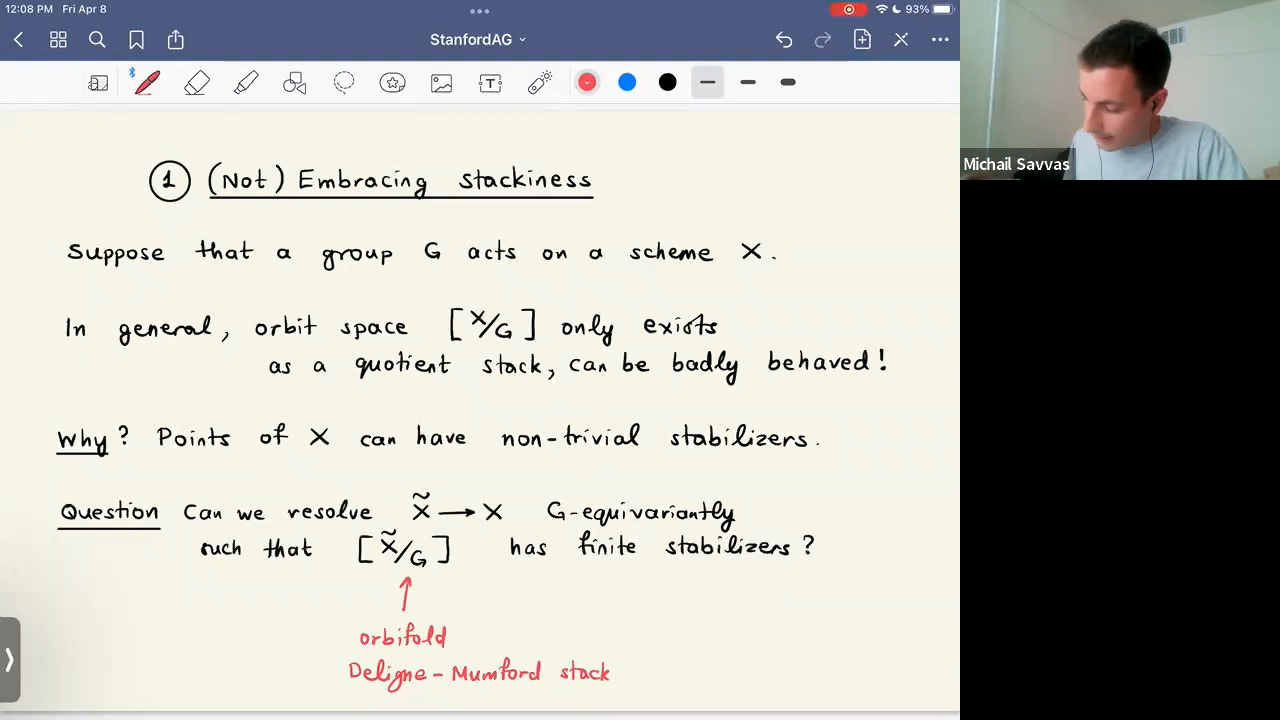 12:08 PM Fri Apr 8
93%
StanfordAG
Michail Savvas
1 (Not) Embracing stackiness
Suppose that a group G acts on a scheme X.
In general, orbit space [X/G] only exists
as a quotient stack, can be badly behaved!
Why? Points of X can have non-trivial stabilizers.
Question Can we resolve X̃ → X G-equivariantly
such that [X̃/G] has finite stabilizers?
↑
orbifold
Deligne-Mumford stack